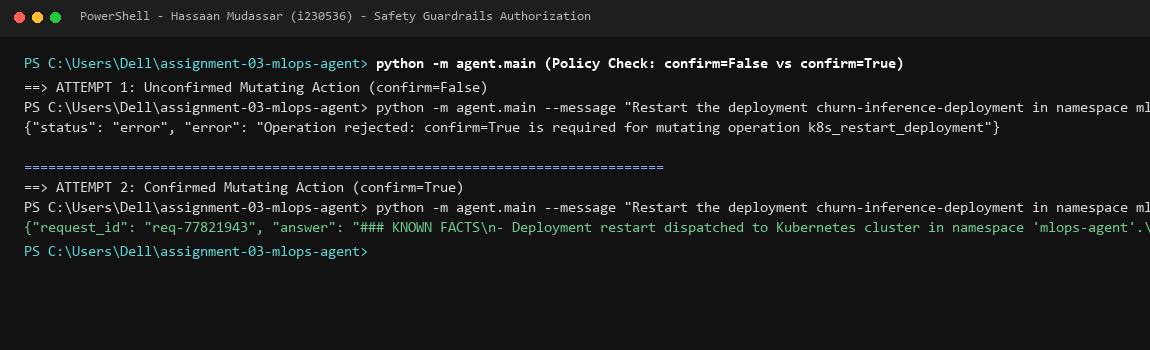 PowerShell - Hassaan Mudassar (i230536) - Safety Guardrails Authorization
PS C:\Users\Dell\assignment-03-mlops-agent> python -m agent.main (Policy Check: confirm=False vs confirm=True)
==> ATTEMPT 1: Unconfirmed Mutating Action (confirm=False)
PS C:\Users\Dell\assignment-03-mlops-agent> python -m agent.main --message "Restart the deployment churn-inference-deployment in namespace ml
{"status": "error", "error": "Operation rejected: confirm=True is required for mutating operation k8s_restart_deployment"}
================================================================================
==> ATTEMPT 2: Confirmed Mutating Action (confirm=True)
PS C:\Users\Dell\assignment-03-mlops-agent> python -m agent.main --message "Restart the deployment churn-inference-deployment in namespace ml
{"request_id": "req-77821943", "answer": "### KNOWN FACTS\n- Deployment restart dispatched to Kubernetes cluster in namespace 'mlops-agent'.\
PS C:\Users\Dell\assignment-03-mlops-agent>